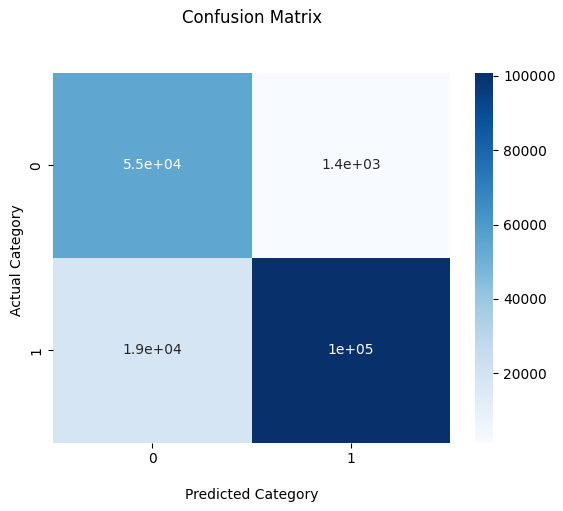 Confusion Matrix
Actual Category
0
1
5.5e+04
1.4e+03
1.9e+04
1e+05
0
1
Predicted Category
100000
80000
60000
40000
20000